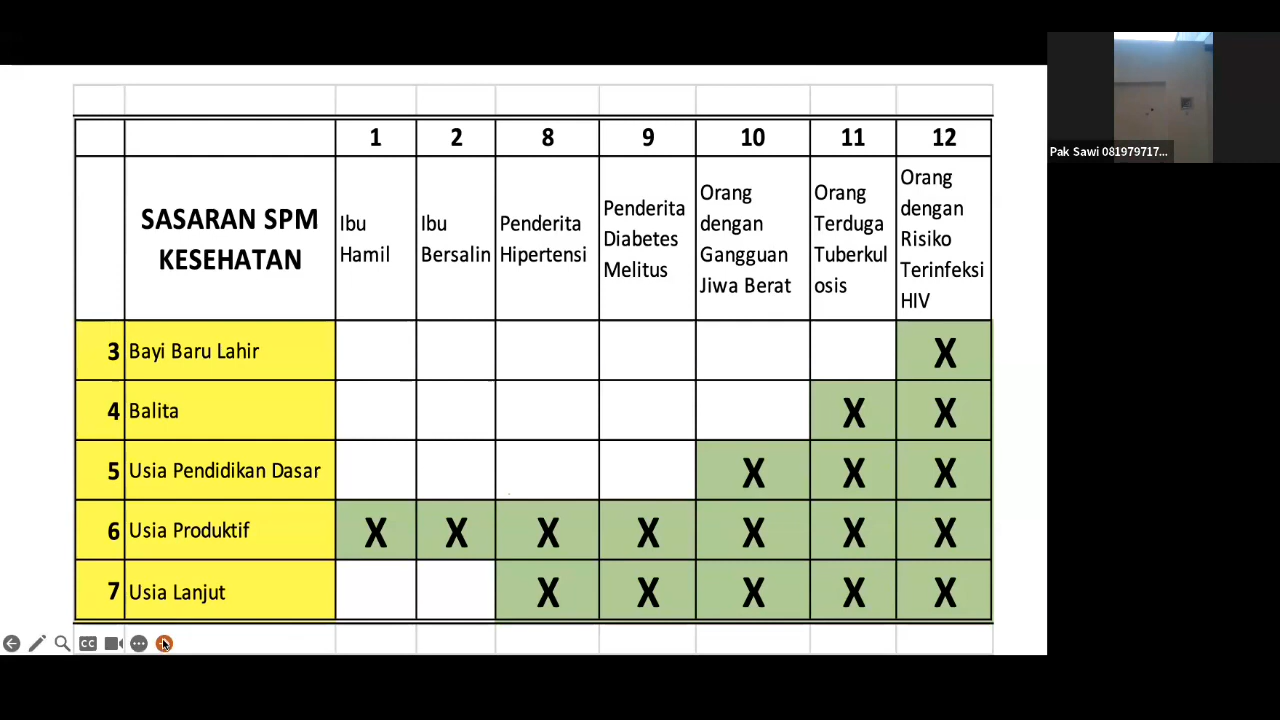 1 2 8 9 10 11 12
SASARAN SPM
KESEHATAN
Ibu
Hamil
Ibu
Bersalin
Penderita
Hipertensi
Penderita
Diabetes
Melitus
Orang
dengan
Gangguan
Jiwa Berat
Orang
Terduga
Tuberkul
osis
Orang
dengan
Risiko
Terinfeksi
HIV
3 Bayi Baru Lahir X
4 Balita X X
5 Usia Pendidikan Dasar X X X
6 Usia Produktif X X X X X X X
7 Usia Lanjut X X X X X
CC
Pak Sawi 081979717...